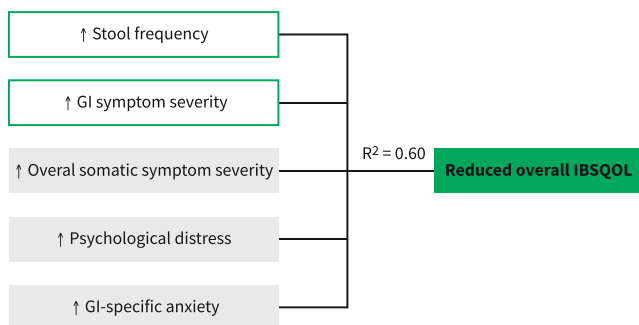 ↑ Stool frequency
↑ GI symptom severity
R² = 0.60
↑ Overal somatic symptom severity
Reduced overall IBSQOL
↑ Psychological distress
↑ GI-specific anxiety